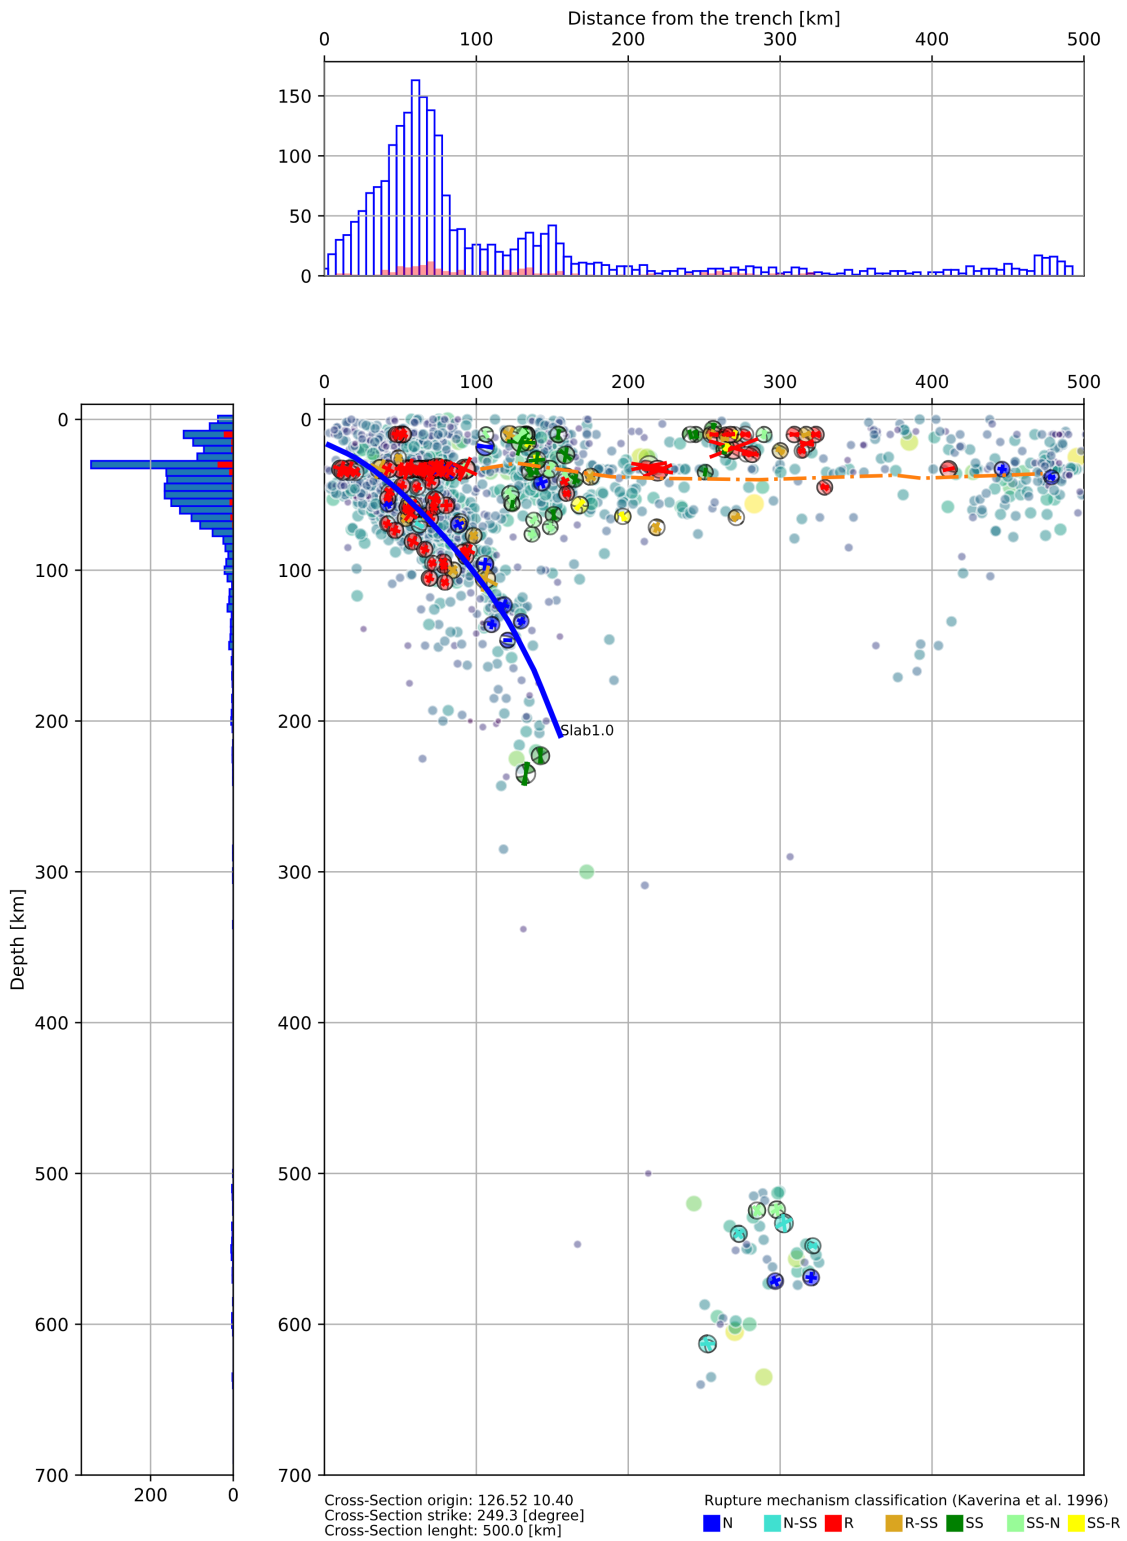 Distance from the trench [km]
0 100 200 300 400 500
150
100
50
0
0 100 200 300 400 500
0
100
200
300
400
500
600
700
Depth [km]
200 0
0
100
200
300
400
500
600
700
Slab1.0
Cross-Section origin: 126.52 10.40
Cross-Section strike: 249.3 [degree]
Cross-Section lenght: 500.0 [km]
Rupture mechanism classification (Kaverina et al. 1996)
N N-SS R R-SS SS SS-N SS-R